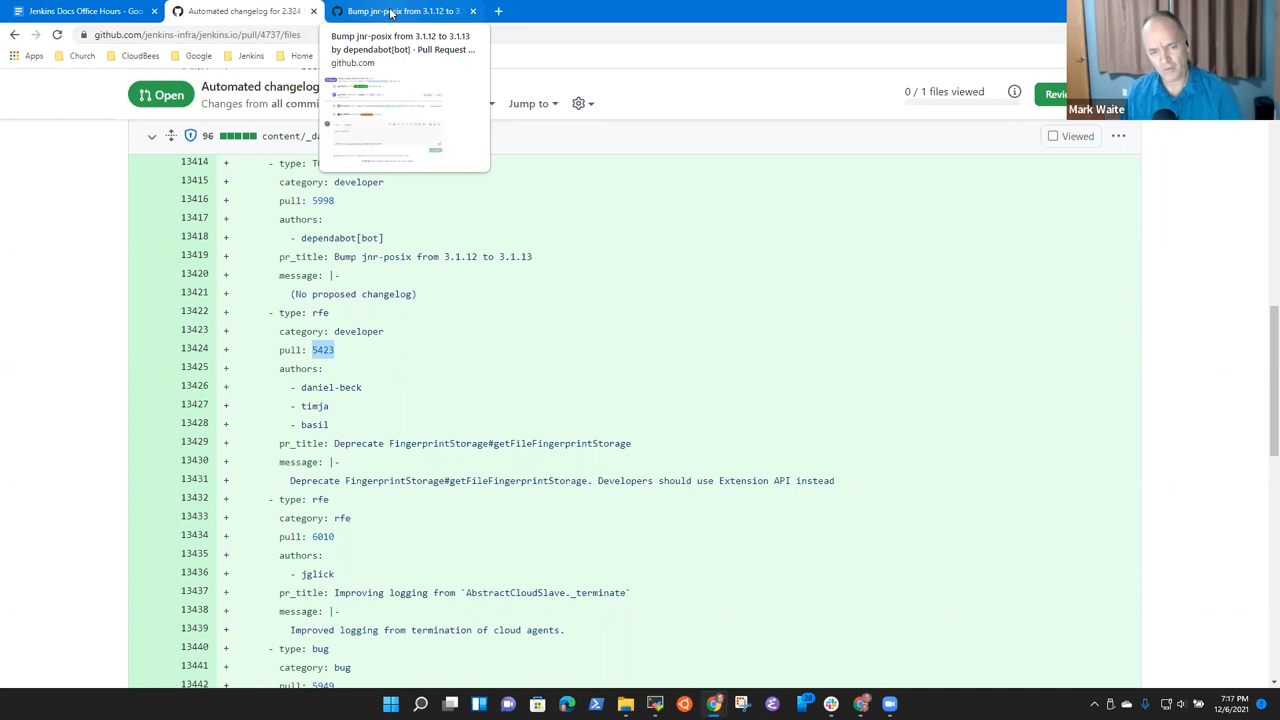 Jenkins Docs Office Hours - Goo
Automated changelog for 2.324
Bump jnr-posix from 3.1.12 to 3.
github.com/jenkins-infra/jenkins.io/pull/4737/files
Apps
Church
Google
Jenkins
Home
Bump jnr-posix from 3.1.12 to 3.1.13
by dependabot[bot] · Pull Request ...
github.com
Open
Automated changelog
Changes from all commi
Jump to
0 / 1 files viewed
Revie
Mark Waite
96
content/_da
Viewed
13414 + - type: TO
13415 + category: developer
13416 + pull: 5998
13417 + authors:
13418 + - dependabot[bot]
13419 + pr_title: Bump jnr-posix from 3.1.12 to 3.1.13
13420 + message: |-
13421 + (No proposed changelog)
13422 + - type: rfe
13423 + category: developer
13424 + pull: 5423
13425 + authors:
13426 + - daniel-beck
13427 + - timja
13428 + - basil
13429 + pr_title: Deprecate FingerprintStorage#getFileFingerprintStorage
13430 + message: |-
13431 + Deprecate FingerprintStorage#getFileFingerprintStorage. Developers should use Extension API instead
13432 + - type: rfe
13433 + category: rfe
13434 + pull: 6010
13435 + authors:
13436 + - jglick
13437 + pr_title: Improving logging from `AbstractCloudSlave._terminate`
13438 + message: |-
13439 + Improved logging from termination of cloud agents.
13440 + - type: bug
13441 + category: bug
13442 + pull: 5949
7:17 PM
12/6/2021